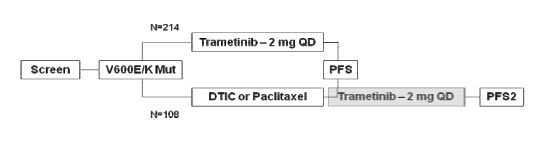 N=214
Trametinib – 2 mg QD
Screen
V600E/K Mut
PFS
DTIC or Paclitaxel
Trametinib – 2 mg QD
PFS2
N=108